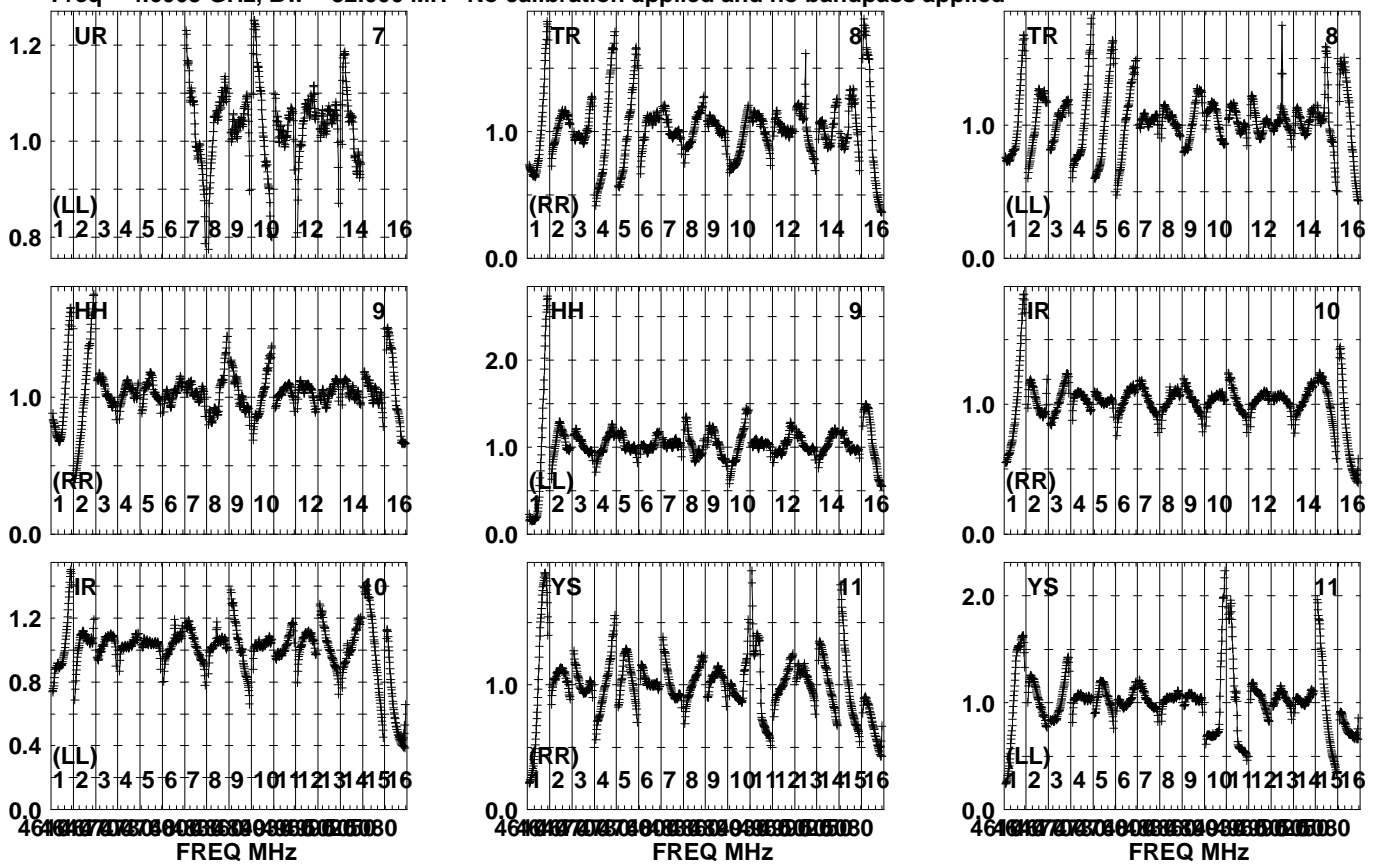 1.2 UR 7 TR 8 TR 8
1.0 1.0 1.0
(LL) (RR) (LL)
0.8 1 2 3 4 5 6 7 8 9 10 12 14 16 1 2 3 4 5 6 7 8 9 10 12 14 16 1 2 3 4 5 6 7 8 9 10 12 14 16
0.0 0.0
HH 9 HH 9 IR 10
2.0
1.0 1.0 1.0
(RR) (LL) (RR)
1 2 3 4 5 6 7 8 9 10 12 14 16 1 2 3 4 5 6 7 8 9 10 12 14 16 1 2 3 4 5 6 7 8 9 10 12 14 16
0.0 0.0 0.0
IR 10 YS 11 YS 11
1.2 2.0
0.8 1.0 1.0
0.4 (LL) (RR) (LL)
1 2 3 4 5 6 7 8 9 10 11 12 13 14 15 16 1 2 3 4 5 6 7 8 9 10 11 12 13 14 15 16 1 2 3 4 5 6 7 8 9 10 11 12 13 14 15 16
0.0 0.0 0.0
FREQ MHz FREQ MHz FREQ MHz